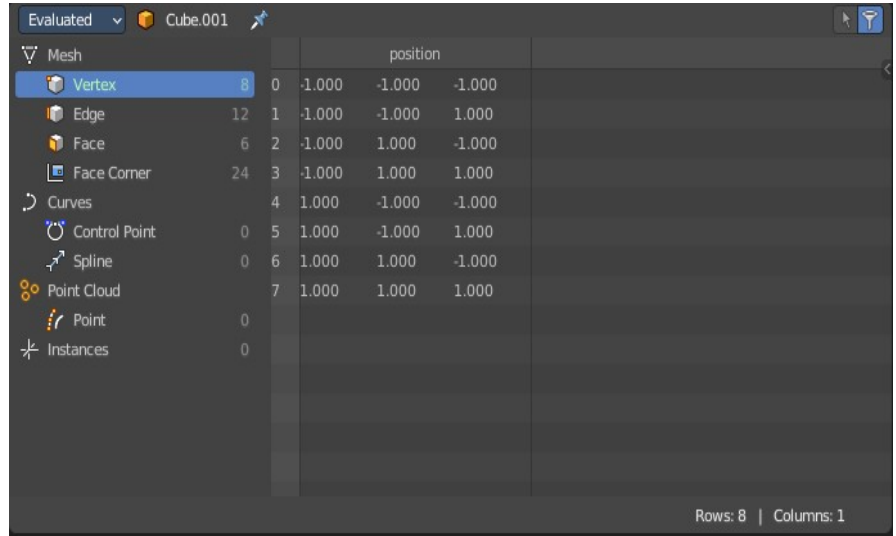 Evaluated Cube.001
Mesh position
Vertex 8 0 -1.000 -1.000 -1.000
Edge 12 1 -1.000 -1.000 1.000
Face 6 2 -1.000 1.000 -1.000
Face Corner 24 3 -1.000 1.000 1.000
Curves 4 1.000 -1.000 -1.000
Control Point 0 5 1.000 -1.000 1.000
Spline 0 6 1.000 1.000 -1.000
Point Cloud 7 1.000 1.000 1.000
Point 0
Instances 0
Rows: 8 | Columns: 1